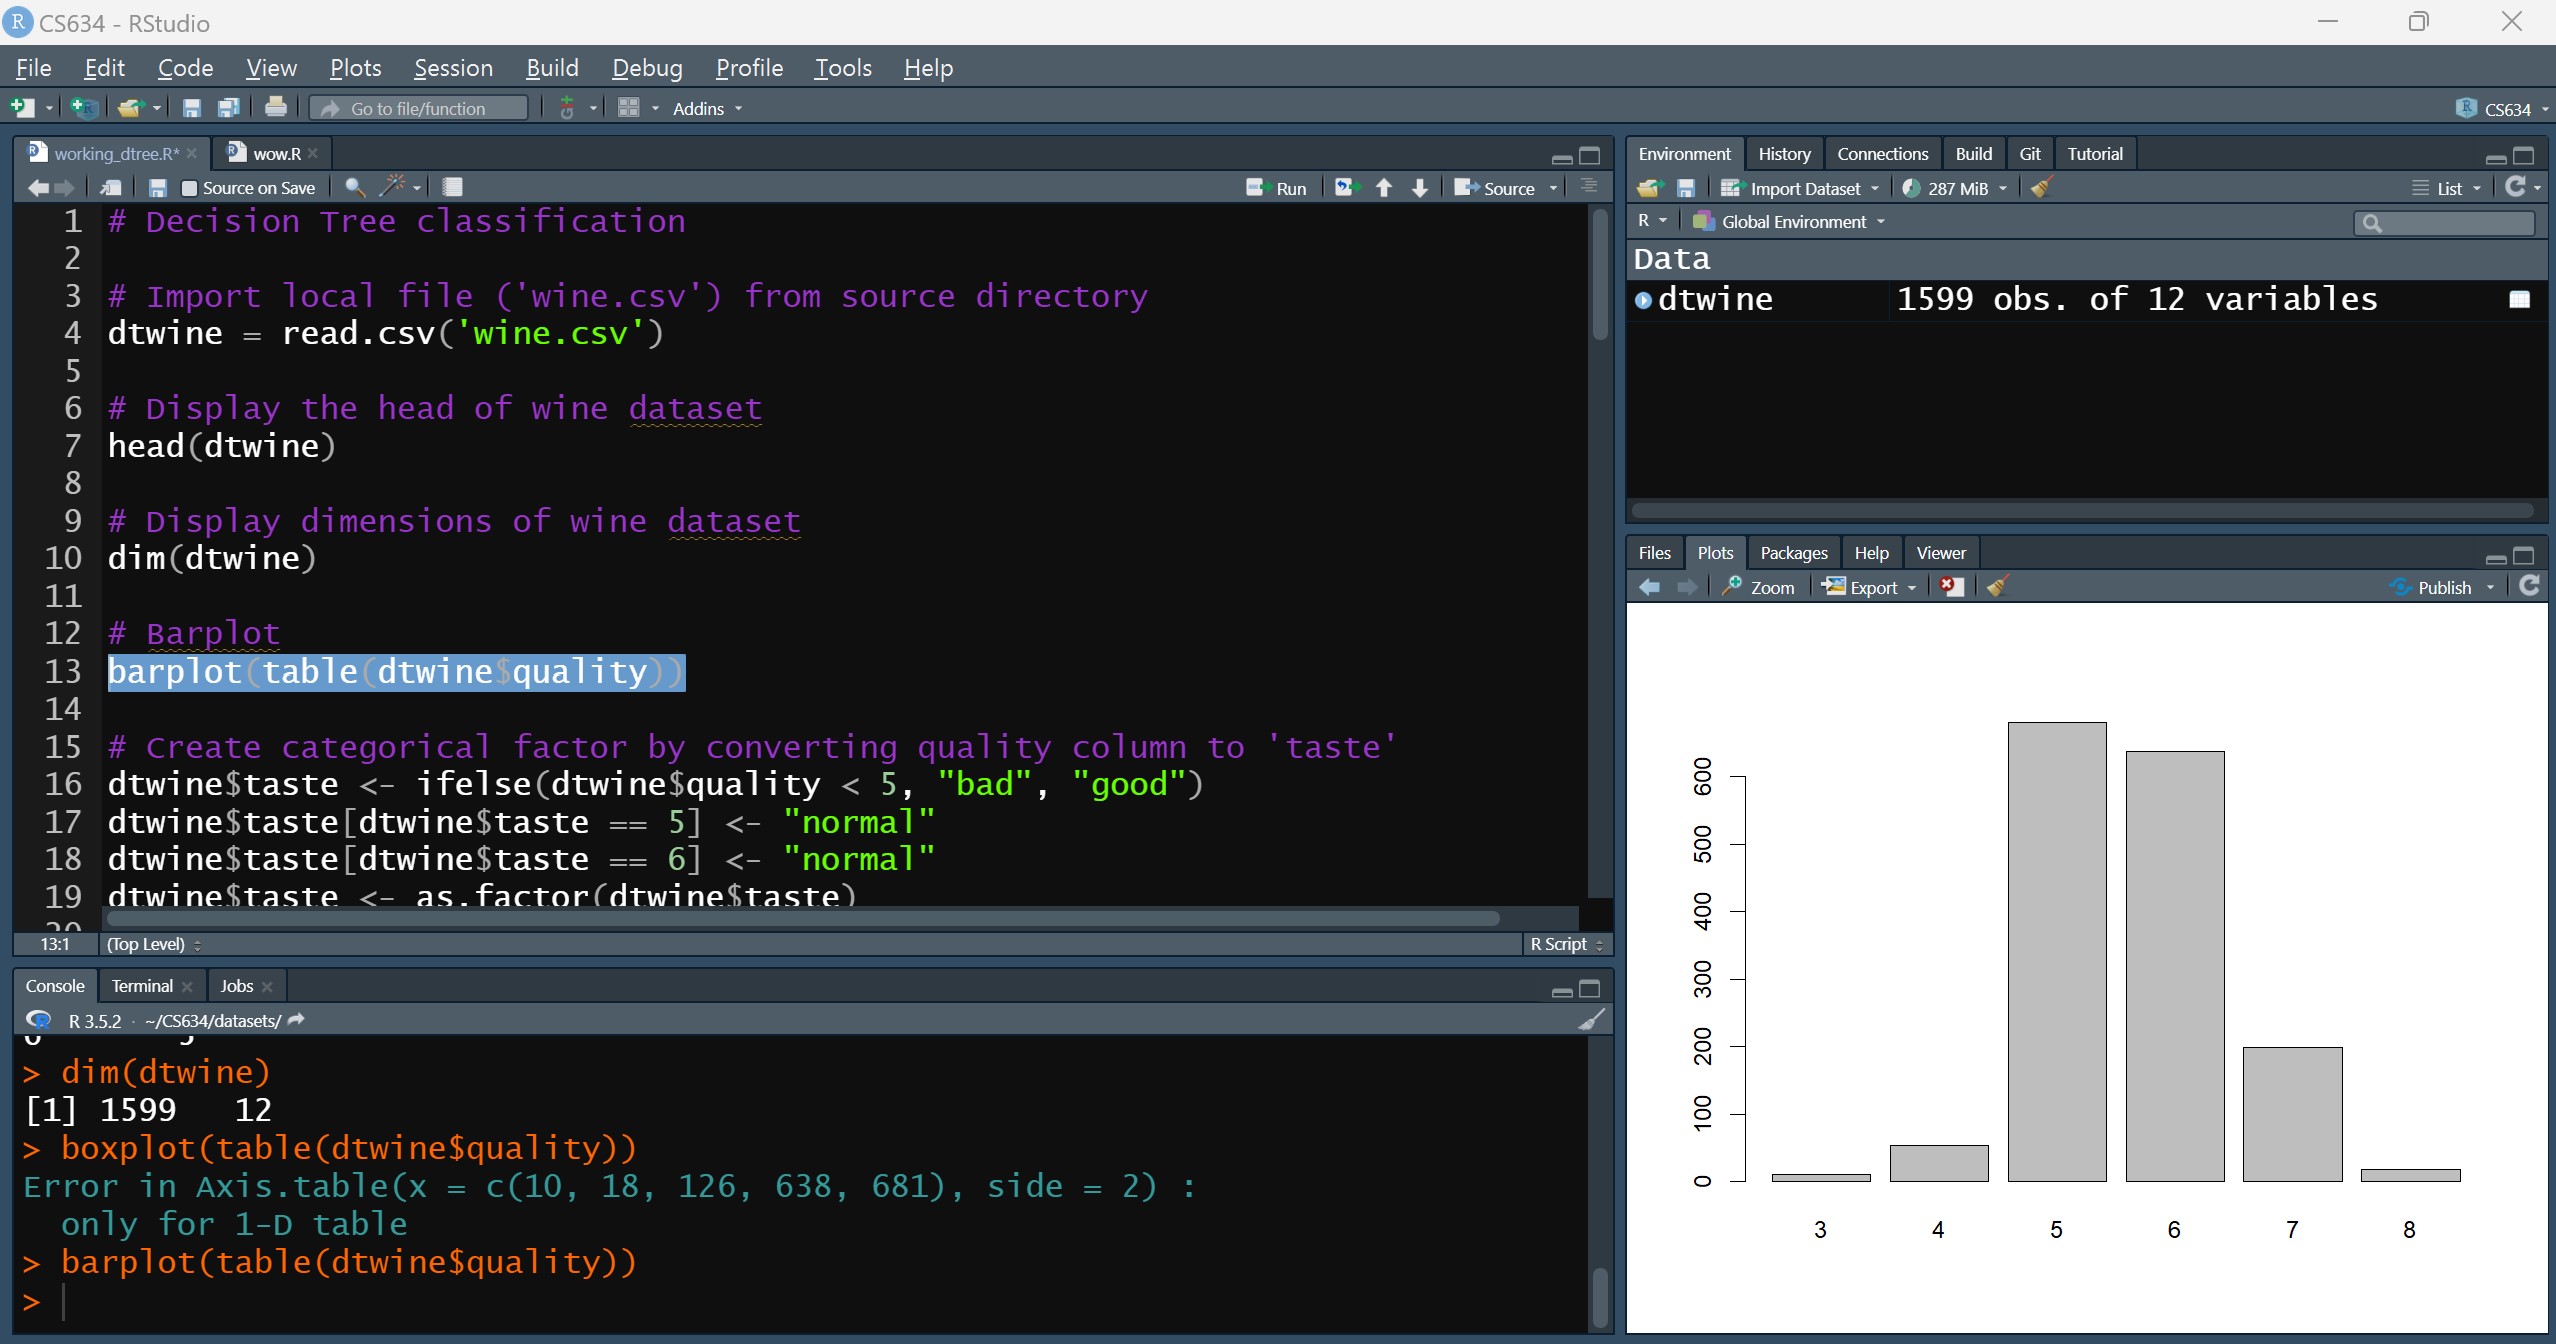 CS634 - RStudio
File Edit Code View Plots Session Build Debug Profile Tools Help
Go to file/function Addins CS634
working_dtree.R* wow.R
Source on Save Run Source
1 # Decision Tree classification
2
3 # Import local file ('wine.csv') from source directory
4 dtwine = read.csv('wine.csv')
5
6 # Display the head of wine dataset
7 head(dtwine)
8
9 # Display dimensions of wine dataset
10 dim(dtwine)
11
12 # Barplot
13 barplot(table(dtwine$quality))
14
15 # Create categorical factor by converting quality column to 'taste'
16 dtwine$taste <- ifelse(dtwine$quality < 5, "bad", "good")
17 dtwine$taste[dtwine$taste == 5] <- "normal"
18 dtwine$taste[dtwine$taste == 6] <- "normal"
19 dtwine$taste <- as.factor(dtwine$taste)
20
13:1 (Top Level) R Script
Console Terminal Jobs
R 3.5.2 · ~/CS634/datasets/
> dim(dtwine)
[1] 1599 12
> boxplot(table(dtwine$quality))
Error in Axis.table(x = c(10, 18, 126, 638, 681), side = 2) :
only for 1-D table
> barplot(table(dtwine$quality))
>
Environment History Connections Build Git Tutorial
Import Dataset 287 MiB List
R Global Environment
Data
dtwine 1599 obs. of 12 variables
Files Plots Packages Help Viewer
Zoom Export Publish
600
500
400
300
200
100
0
3 4 5 6 7 8